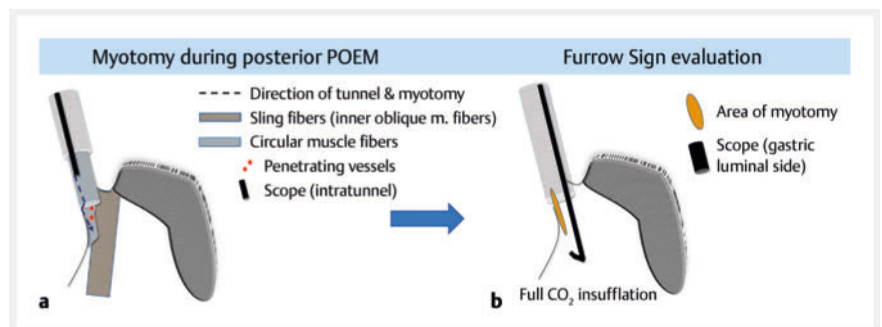 Myotomy during posterior POEM
Direction of tunnel & myotomy
Sling fibers (inner oblique m. fibers)
Circular muscle fibers
Penetrating vessels
Scope (intratunnel)
a
Furrow Sign evaluation
Area of myotomy
Scope (gastric
luminal side)
Full CO₂ insufflation
b